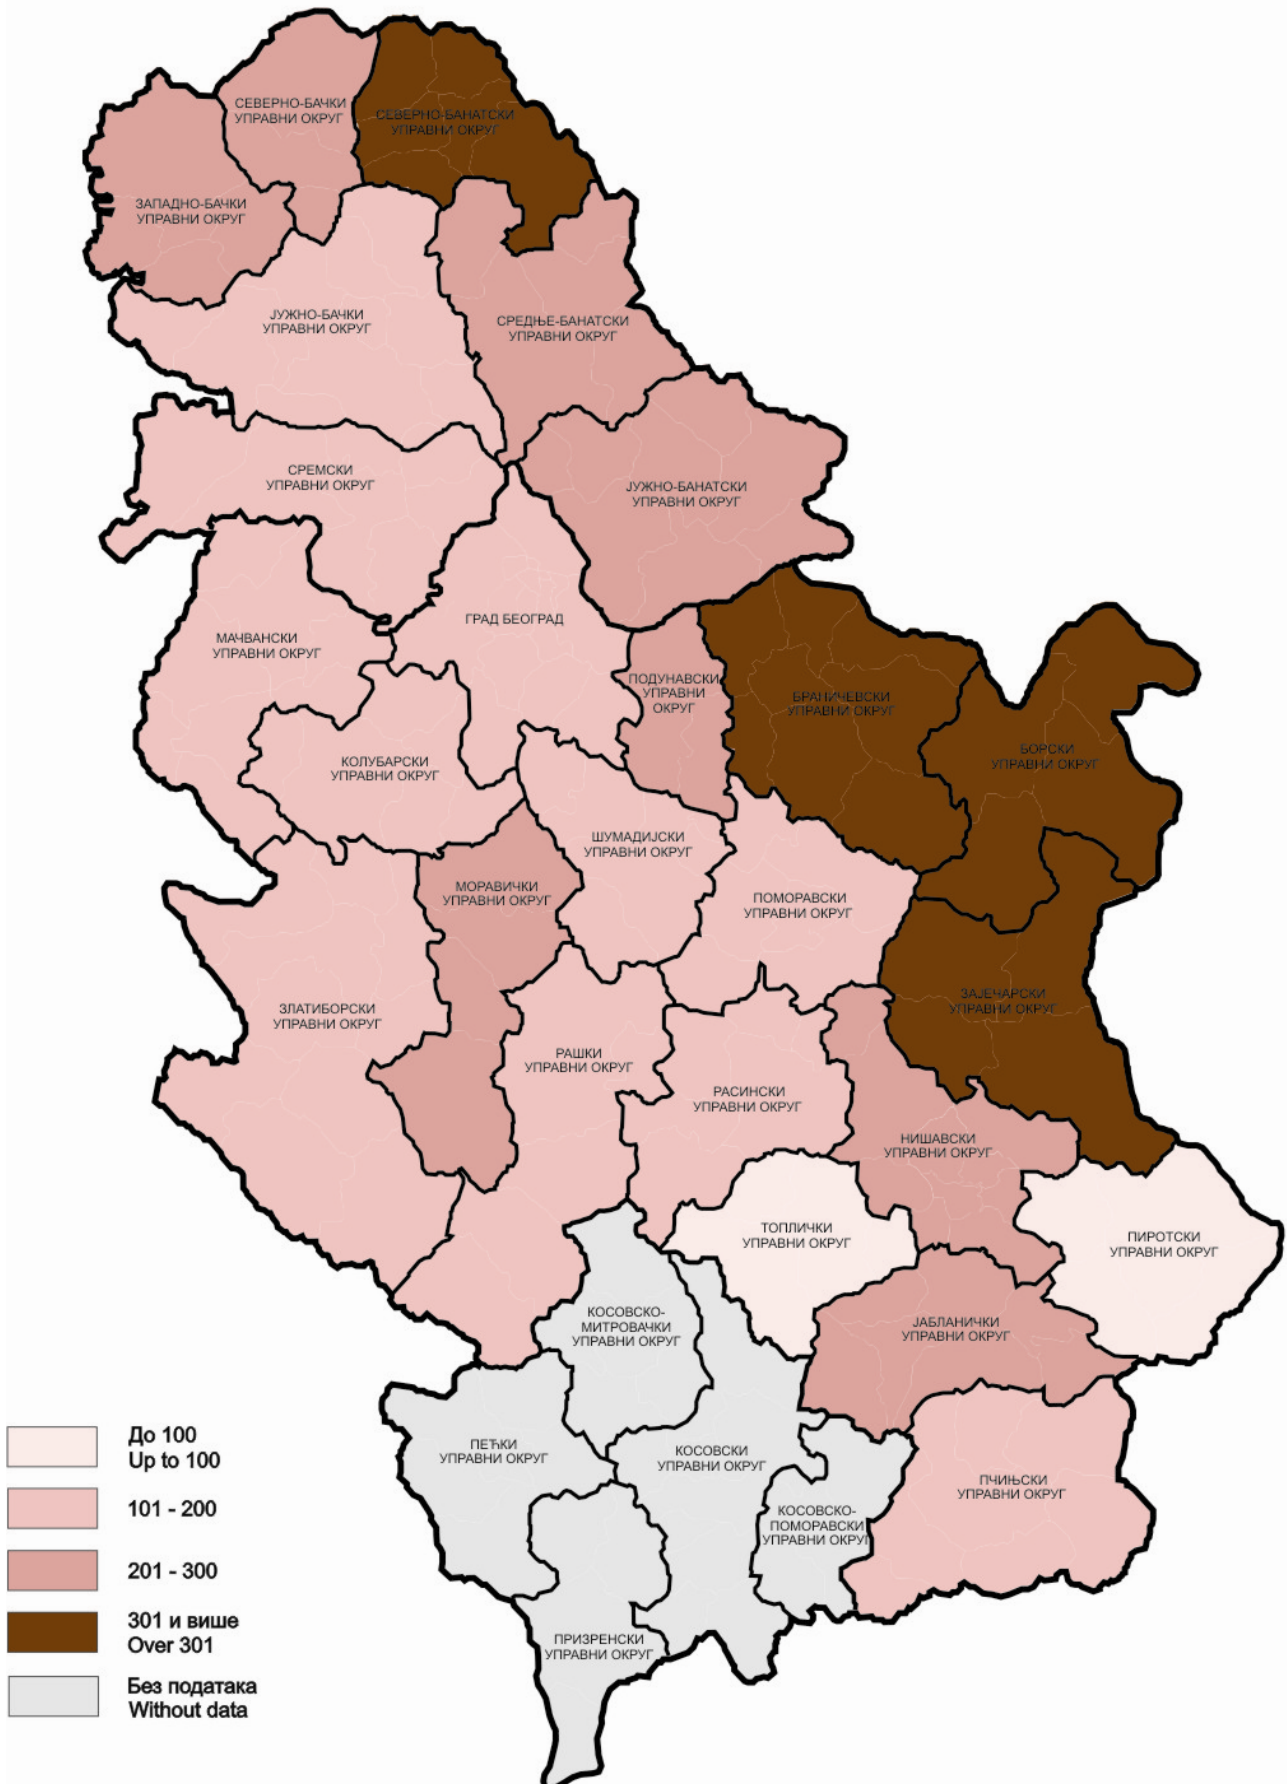 СЕВЕРНО-БАЧКИ
УПРАВНИ ОКРУГ
СЕВЕРНО-БАНАТСКИ
УПРАВНИ ОКРУГ
ЗАПАДНО-БАЧКИ
УПРАВНИ ОКРУГ
ЈУЖНО-БАЧКИ
УПРАВНИ ОКРУГ
СРЕДЊЕ-БАНАТСКИ
УПРАВНИ ОКРУГ
СРЕМСКИ
УПРАВНИ ОКРУГ
ЈУЖНО-БАНАТСКИ
УПРАВНИ ОКРУГ
ГРАД БЕОГРАД
МАЧВАНСКИ
УПРАВНИ ОКРУГ
ПОДУНАВСКИ
УПРАВНИ
ОКРУГ
БРАНИЧЕВСКИ
УПРАВНИ ОКРУГ
БОРСКИ
УПРАВНИ ОКРУГ
КОЛУБАРСКИ
УПРАВНИ ОКРУГ
ШУМАДИЈСКИ
УПРАВНИ ОКРУГ
МОРАВИЧКИ
УПРАВНИ ОКРУГ
ПОМОРАВСКИ
УПРАВНИ ОКРУГ
ЗЛАТИБОРСКИ
УПРАВНИ ОКРУГ
ЗАЈЕЧАРСКИ
УПРАВНИ ОКРУГ
РАШКИ
УПРАВНИ ОКРУГ
РАСИНСКИ
УПРАВНИ ОКРУГ
НИШАВСКИ
УПРАВНИ ОКРУГ
ТОПЛИЧКИ
УПРАВНИ ОКРУГ
ПИРОТСКИ
УПРАВНИ ОКРУГ
КОСОВСКО-
МИТРОВАЧКИ
УПРАВНИ ОКРУГ
ЈАБЛАНИЧКИ
УПРАВНИ ОКРУГ
ПЕЋКИ
УПРАВНИ ОКРУГ
КОСОВСКИ
УПРАВНИ ОКРУГ
ПЧИЊСКИ
УПРАВНИ ОКРУГ
КОСОВСКО-
ПОМОРАВСКИ
УПРАВНИ ОКРУГ
ПРИЗРЕНСКИ
УПРАВНИ ОКРУГ
До 100
Up to 100
101 - 200
201 - 300
301 и више
Over 301
Без података
Without data